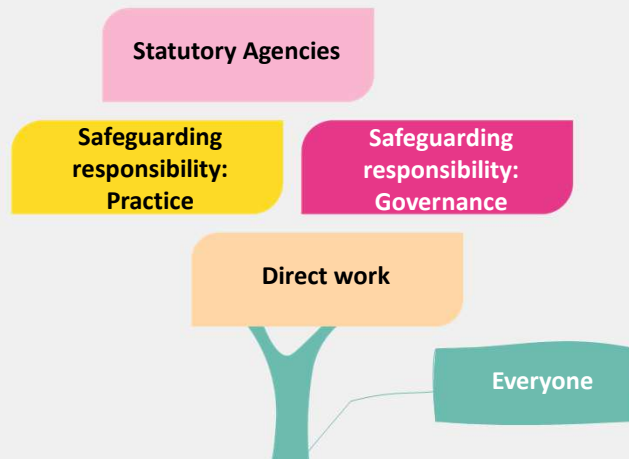 Statutory Agencies
Safeguarding
responsibility:
Practice
Safeguarding
responsibility:
Governance
Direct work
Everyone